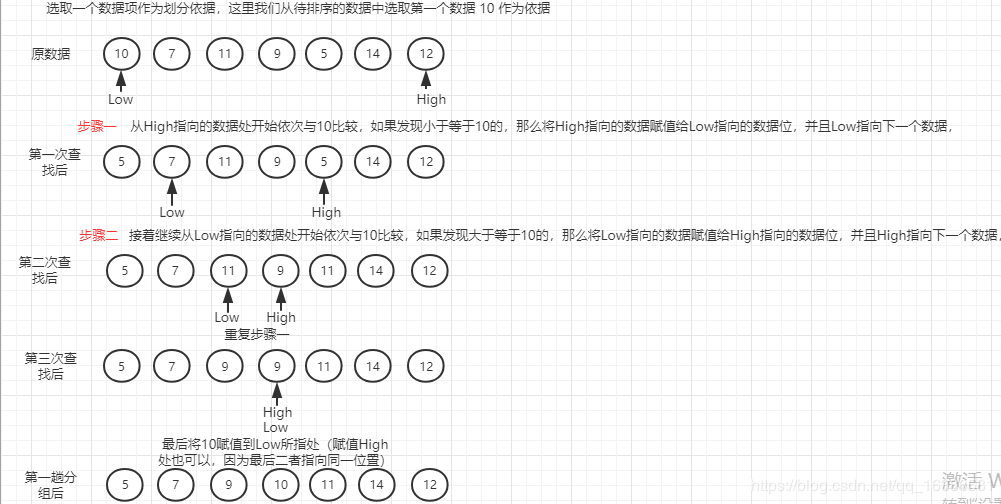 选取一个数据项作为划分依据，这里我们从待排序的数据中选取第一个数据 10 作为依据
原数据 10 7 11 9 5 14 12
Low High
步骤一 从High指向的数据处开始依次与10比较，如果发现小于等于10的，那么将High指向的数据赋值给Low指向的数据位，并且Low指向下一个数据，
第一次查
找后
5 7 11 9 5 14 12
Low High
步骤二 接着继续从Low指向的数据处开始依次与10比较，如果发现大于等于10的，那么将Low指向的数据赋值给High指向的数据位，并且High指向下一个数据，
第二次查
找后
5 7 11 9 11 14 12
Low High
重复步骤一
第三次查
找后
5 7 9 9 11 14 12
High
Low
最后将10赋值到Low所指处（赋值High
处也可以，因为最后二者指向同一位置）
第一趟分
组后
5 7 9 10 11 14 12
激活 W